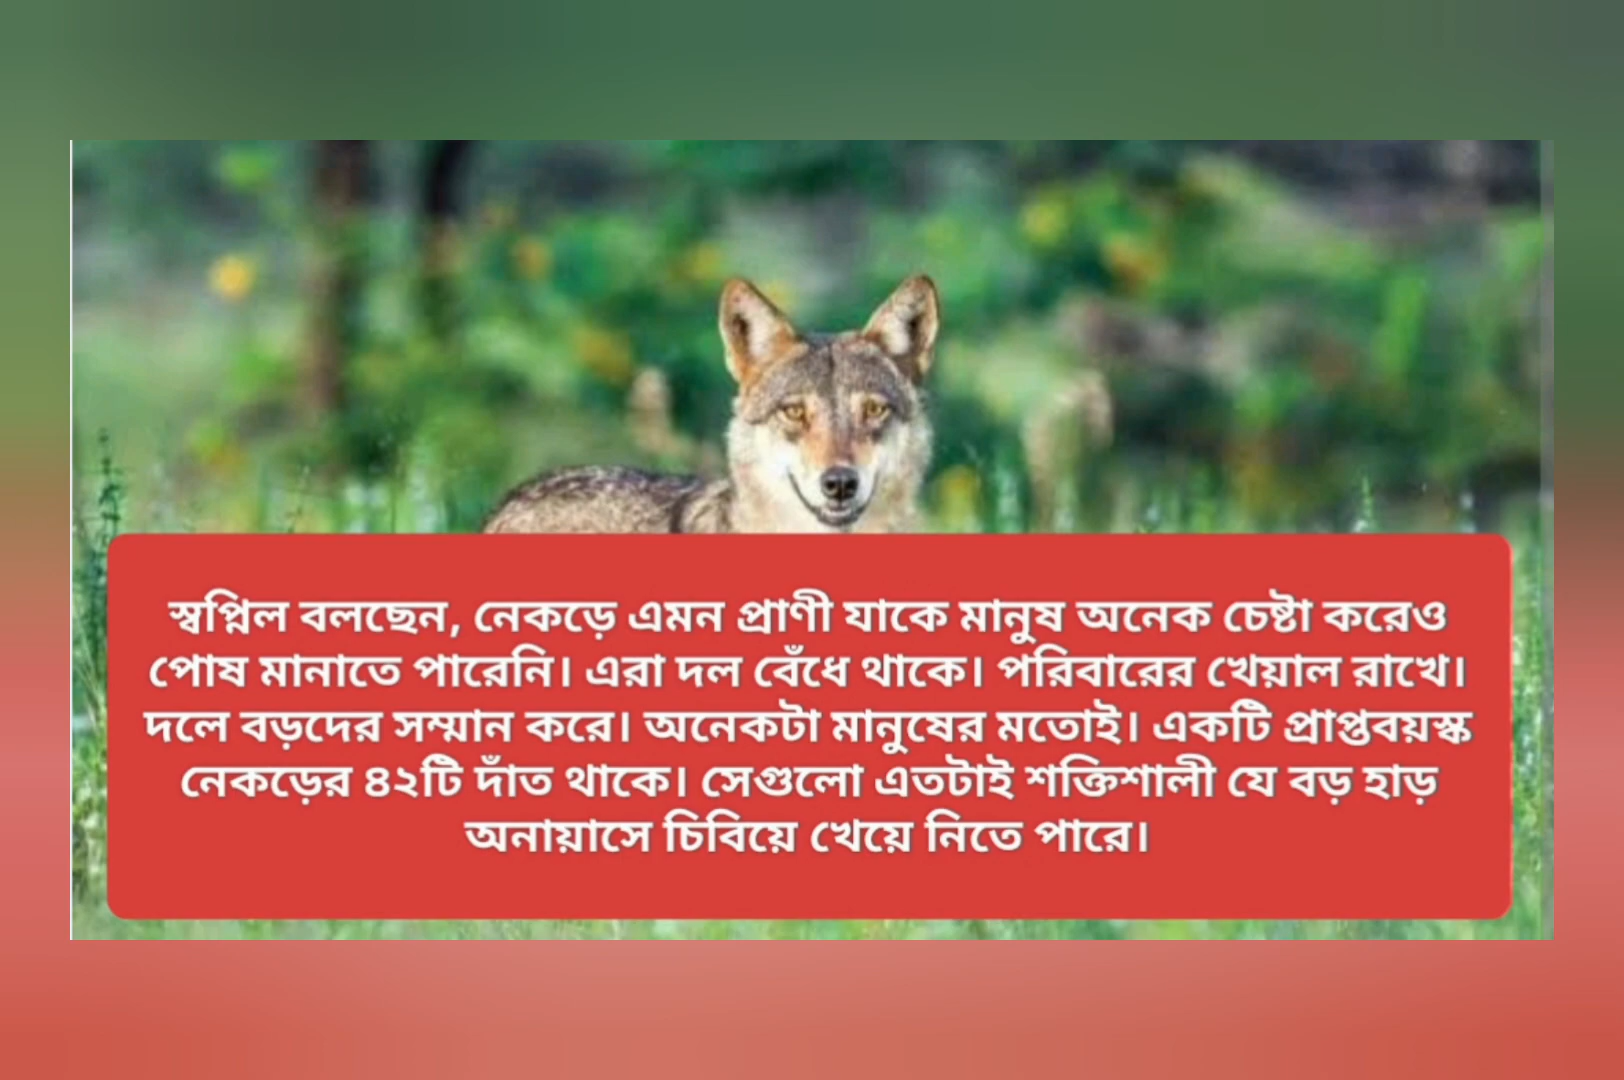 স্বপ্নিল বলছেন, নেকড়ে এমন প্রাণী যাকে মানুষ অনেক চেষ্টা করেও
পোষ মানাতে পারেনি। এরা দল বেঁধে থাকে। পরিবারের খেয়াল রাখে।
দলে বড়দের সম্মান করে। অনেকটা মানুষের মতোই। একটি প্রাপ্তবয়স্ক
নেকড়ের ৪২টি দাঁত থাকে। সেগুলো এতটাই শক্তিশালী যে বড় হাড়
অনায়াসে চিবিয়ে খেয়ে নিতে পারে।